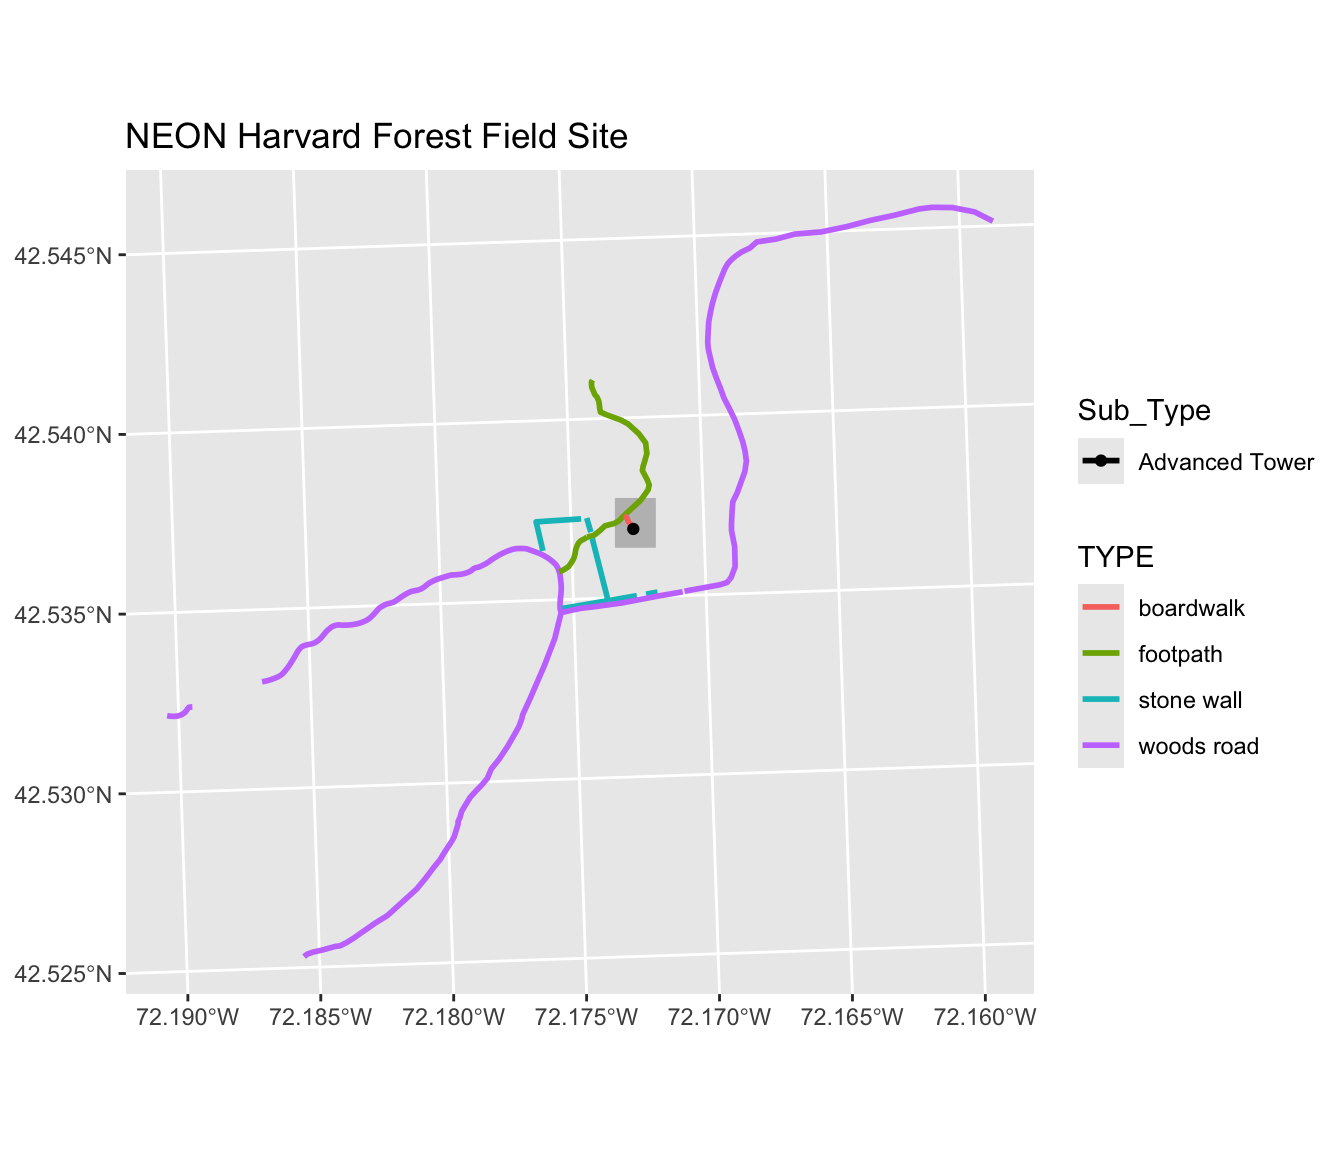 NEON Harvard Forest Field Site
42.545°N
42.540°N
42.535°N
42.530°N
42.525°N
72.190°W
72.185°W
72.180°W
72.175°W
72.170°W
72.165°W
72.160°W
Sub_Type
Advanced Tower
TYPE
boardwalk
footpath
stone wall
woods road